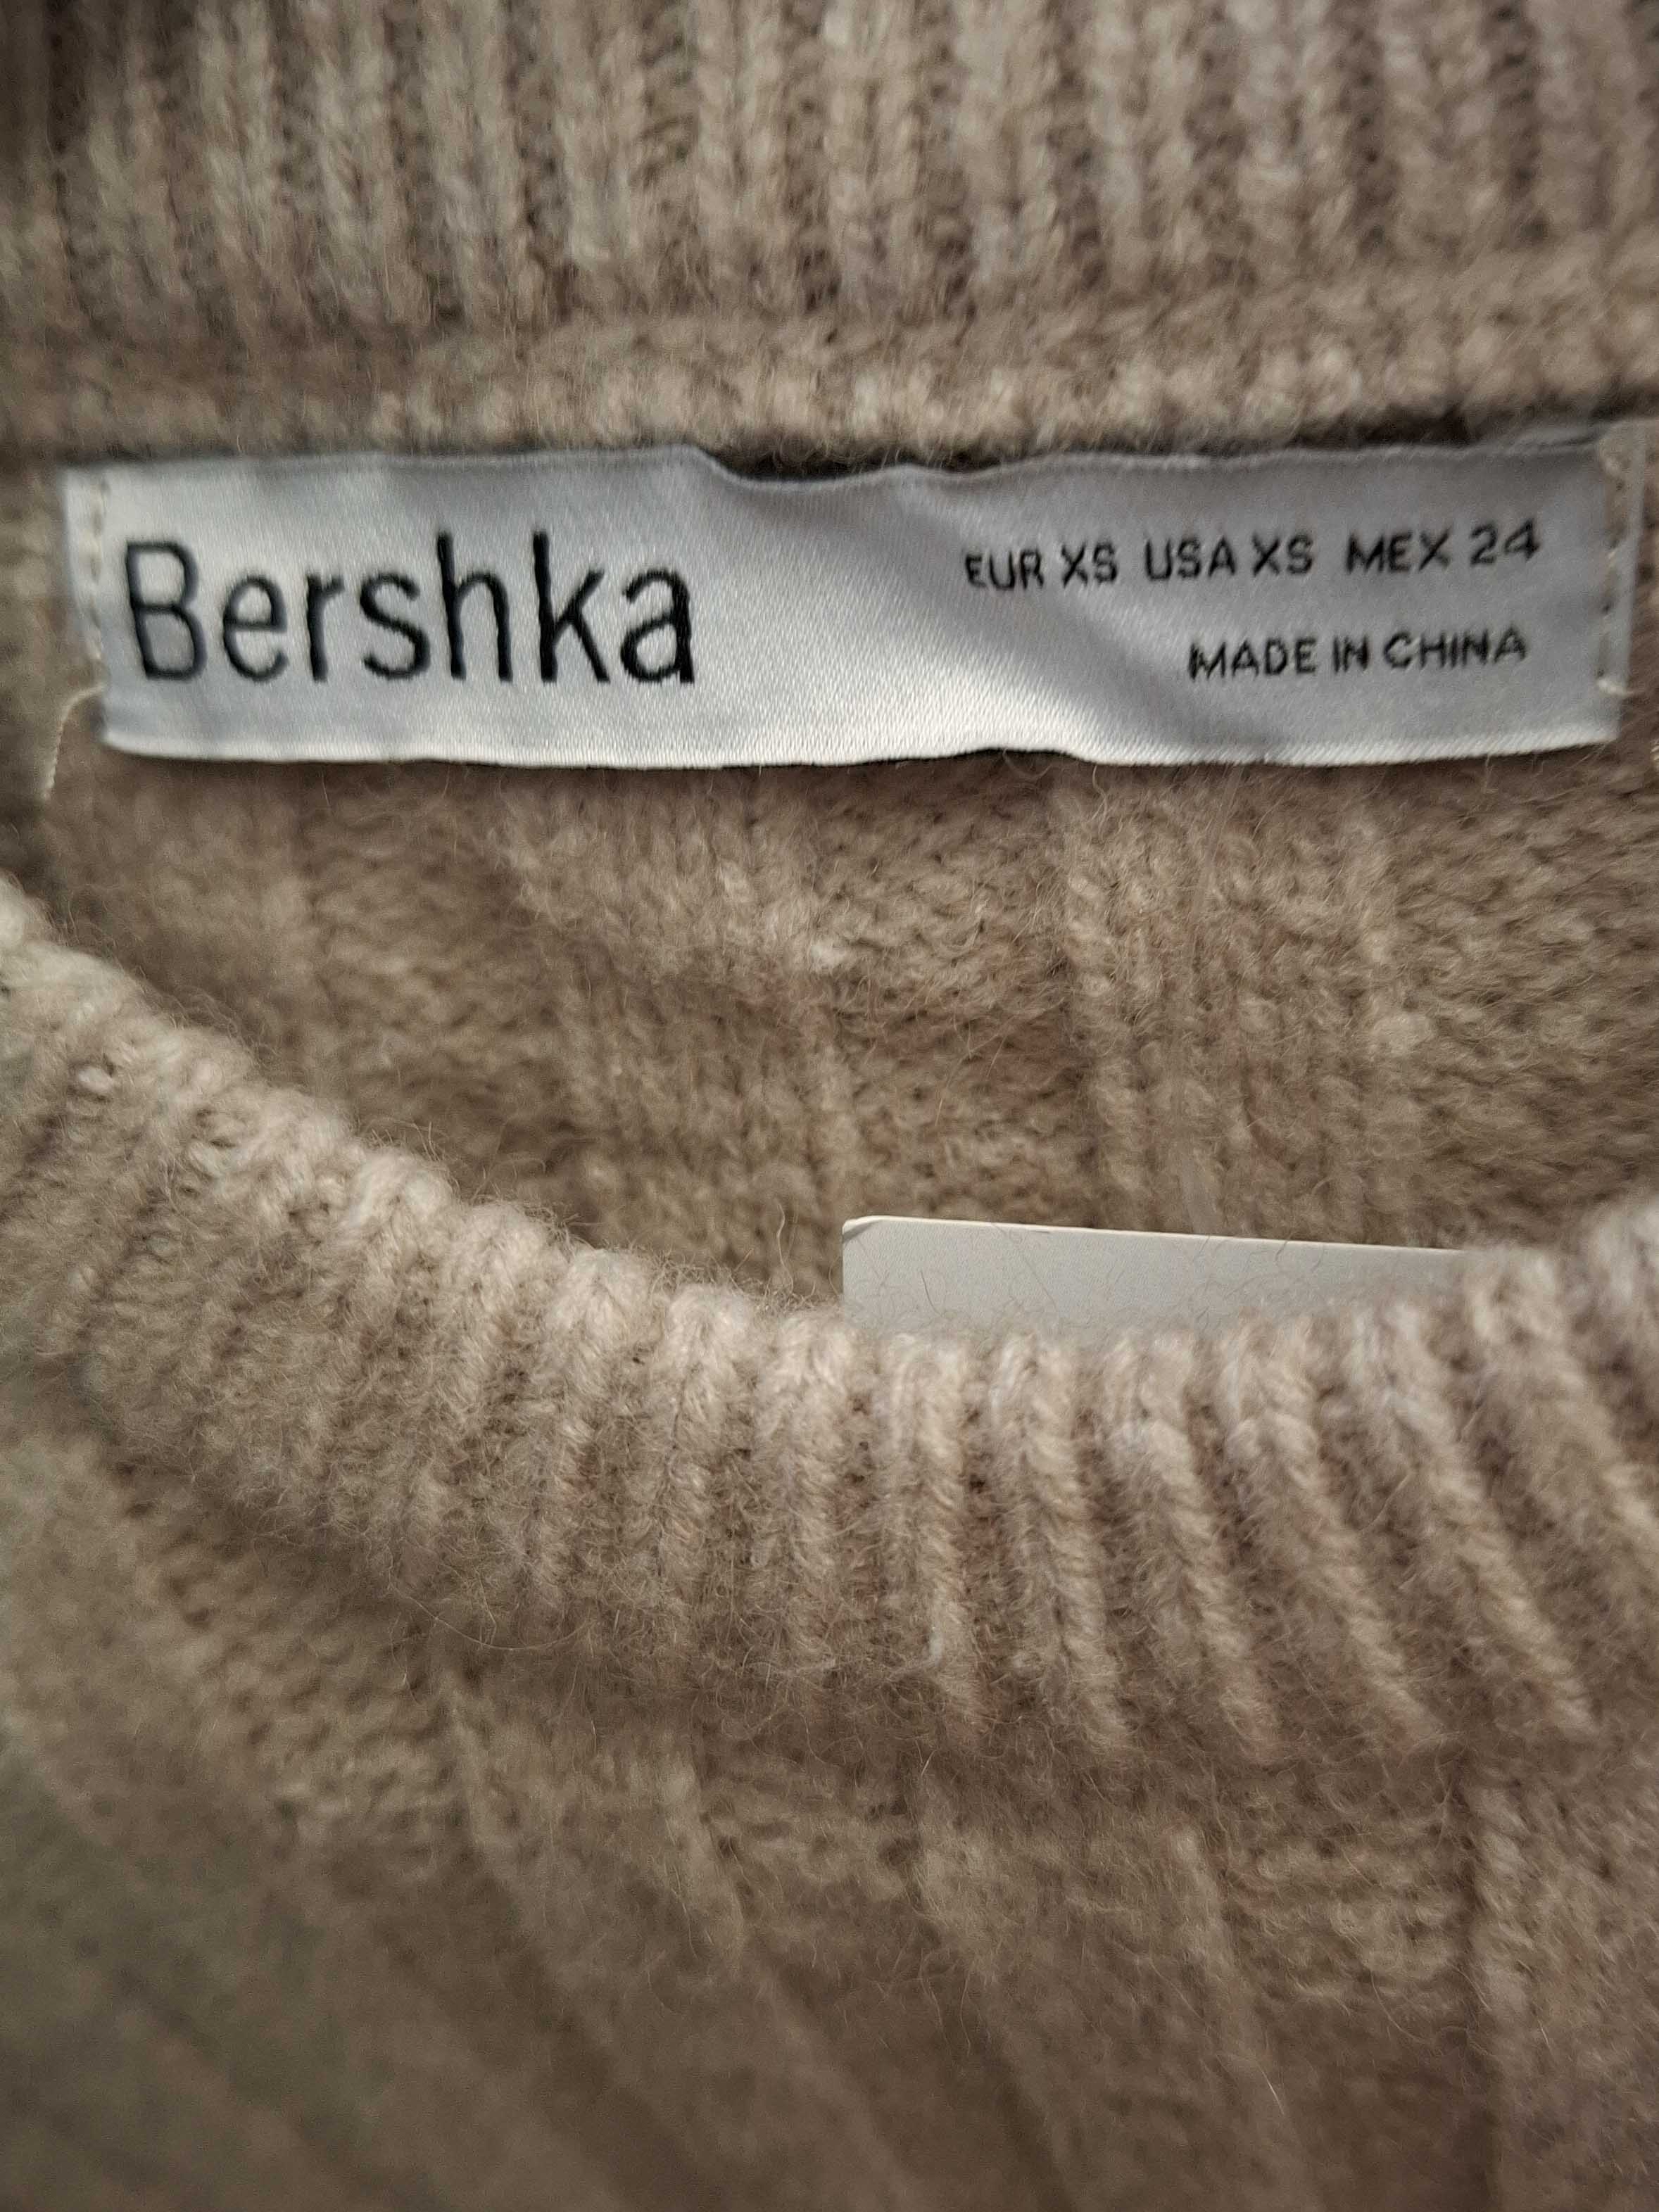 Bershka
EUR XS USA XS MEX 24
MADE IN CHINA